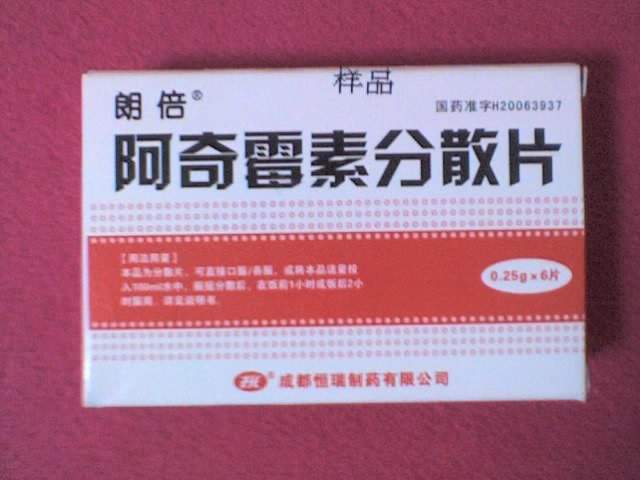 样品
朗倍®
国药准字H20063937
阿奇霉素分散片
【用法用量】
本品为分散片，可直接口服/吞服，或将本品适量投
入100ml水中，振摇分散后，在饭前1小时或饭后2小
时服用．详见说明书．
0.25g×6片
® 成都恒瑞制药有限公司